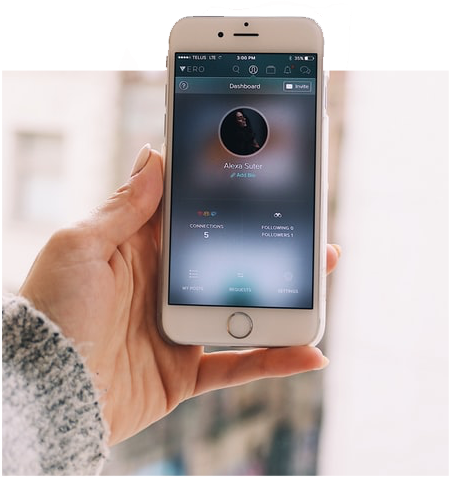 TELUS LTE 3:00 PM 35%
VERO
? Dashboard Invite
Alexa Suter
Add Bio
CONNECTIONS
5
FOLLOWING 0
FOLLOWERS 1
MY POSTS REQUESTS SETTINGS